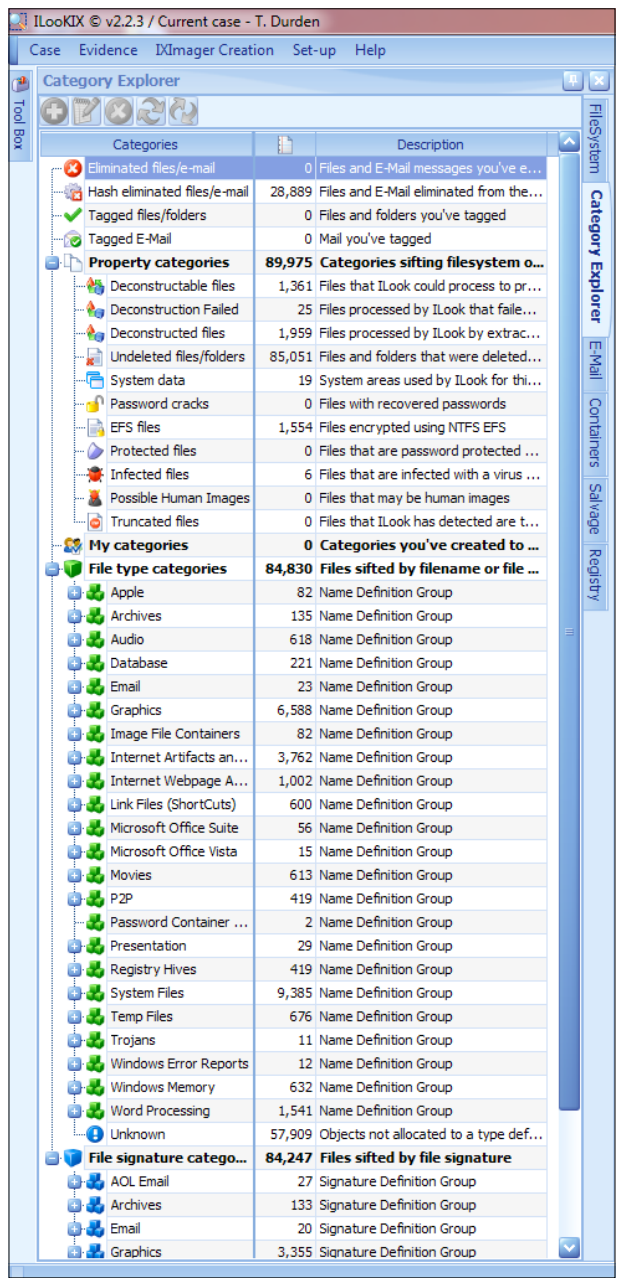 ILooKIX © v2.2.3 / Current case - T. Durden
Case Evidence IXImager Creation Set-up Help
Tool Box
Category Explorer
Categories Description
Eliminated files/e-mail 0 Files and E-Mail messages you've e...
Hash eliminated files/e-mail 28,889 Files and E-Mail eliminated from the...
Tagged files/folders 0 Files and folders you've tagged
Tagged E-Mail 0 Mail you've tagged
Property categories 89,975 Categories sifting filesystem o...
Deconstructable files 1,361 Files that ILook could process to pr...
Deconstruction Failed 25 Files processed by ILook that faile...
Deconstructed files 1,959 Files processed by ILook by extrac...
Undeleted files/folders 85,051 Files and folders that were deleted...
System data 19 System areas used by ILook for thi...
Password cracks 0 Files with recovered passwords
EFS files 1,554 Files encrypted using NTFS EFS
Protected files 0 Files that are password protected ...
Infected files 6 Files that are infected with a virus ...
Possible Human Images 0 Files that may be human images
Truncated files 0 Files that ILook has detected are t...
My categories 0 Categories you've created to ...
File type categories 84,830 Files sifted by filename or file ...
Apple 82 Name Definition Group
Archives 135 Name Definition Group
Audio 618 Name Definition Group
Database 221 Name Definition Group
Email 23 Name Definition Group
Graphics 6,588 Name Definition Group
Image File Containers 82 Name Definition Group
Internet Artifacts an... 3,762 Name Definition Group
Internet Webpage A... 1,002 Name Definition Group
Link Files (ShortCuts) 600 Name Definition Group
Microsoft Office Suite 56 Name Definition Group
Microsoft Office Vista 15 Name Definition Group
Movies 613 Name Definition Group
P2P 419 Name Definition Group
Password Container ... 2 Name Definition Group
Presentation 29 Name Definition Group
Registry Hives 419 Name Definition Group
System Files 9,385 Name Definition Group
Temp Files 676 Name Definition Group
Trojans 11 Name Definition Group
Windows Error Reports 12 Name Definition Group
Windows Memory 632 Name Definition Group
Word Processing 1,541 Name Definition Group
Unknown 57,909 Objects not allocated to a type def...
File signature catego... 84,247 Files sifted by file signature
AOL Email 27 Signature Definition Group
Archives 133 Signature Definition Group
Email 20 Signature Definition Group
Graphics 3,355 Signature Definition Group
FileSystem
Category Explorer
E-Mail
Containers
Salvage
Registry